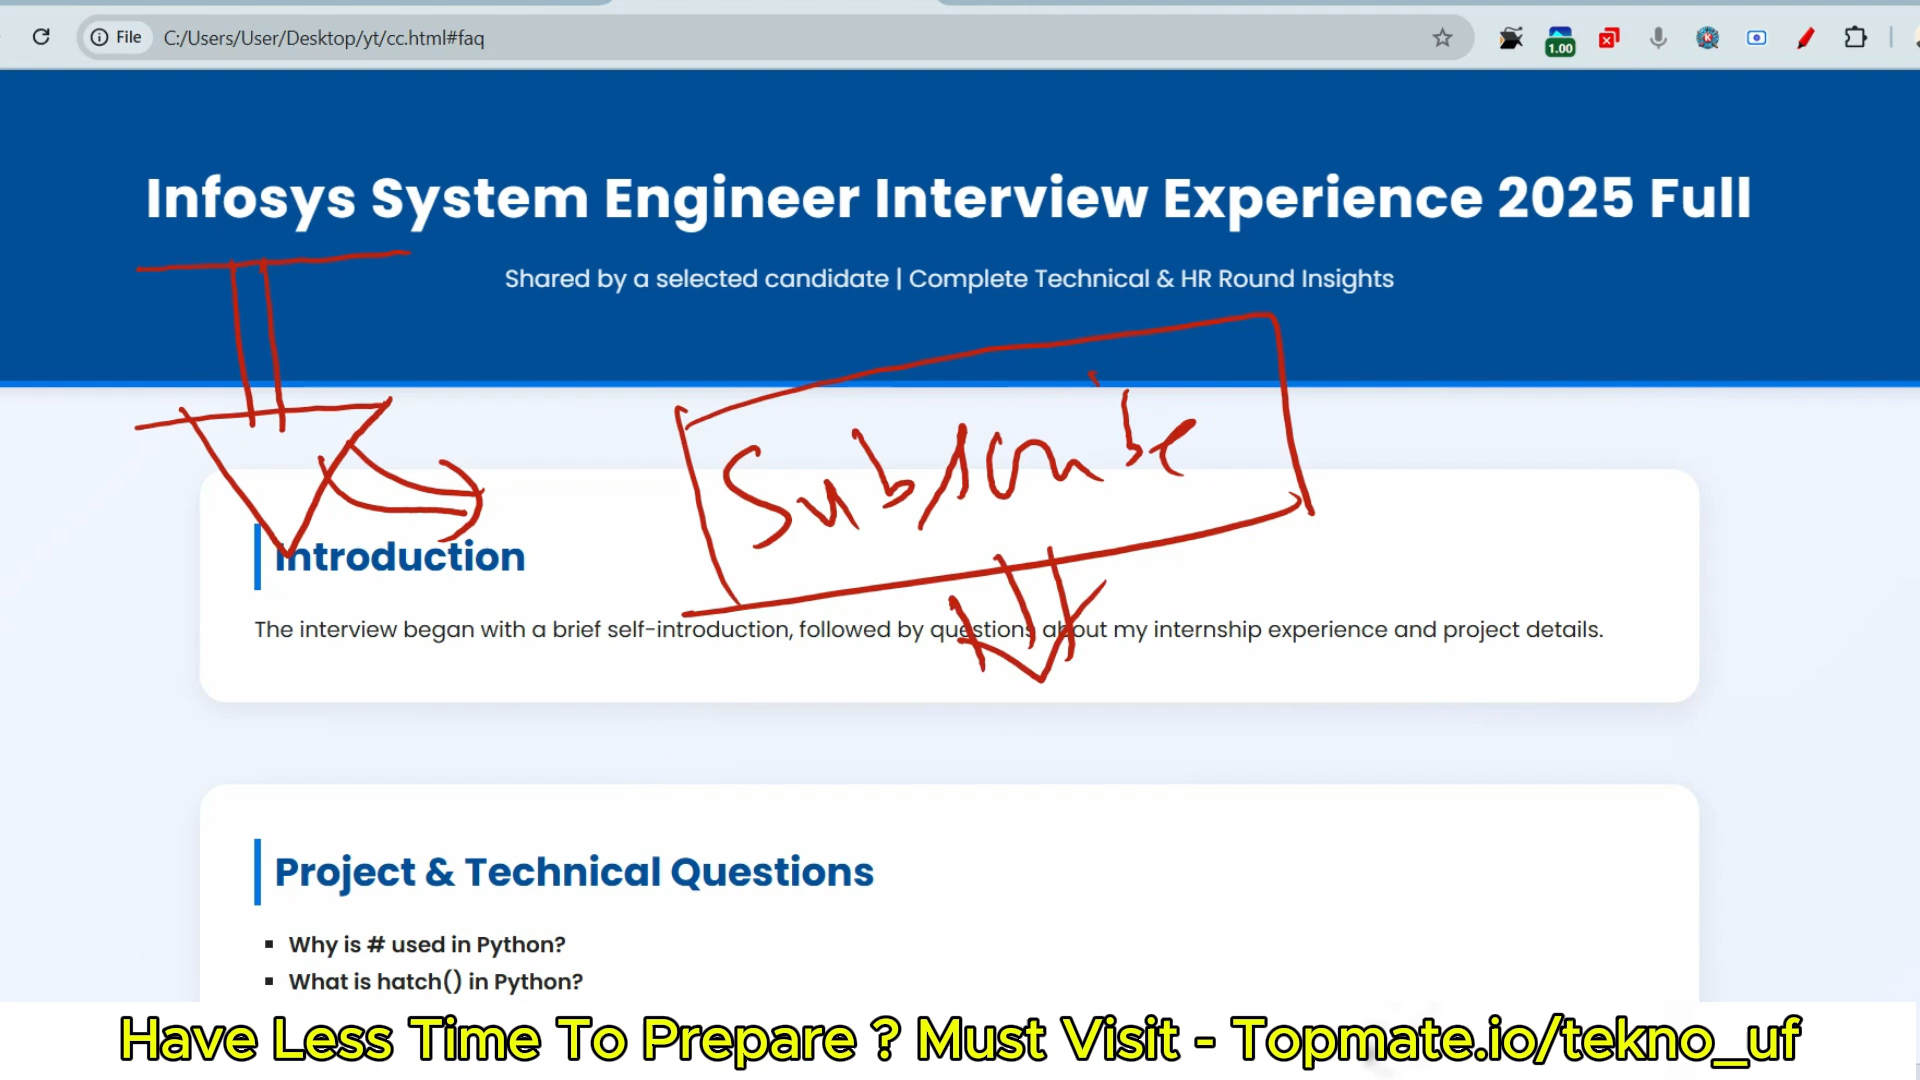 File C:/Users/User/Desktop/yt/cc.html#faq
1.00
Infosys System Engineer Interview Experience 2025 Full
Shared by a selected candidate | Complete Technical & HR Round Insights
Subscribe
Introduction
The interview began with a brief self-introduction, followed by questions about my internship experience and project details.
Project & Technical Questions
Why is # used in Python?
What is hatch() in Python?
Have Less Time To Prepare ? Must Visit - Topmate.io/tekno_uf